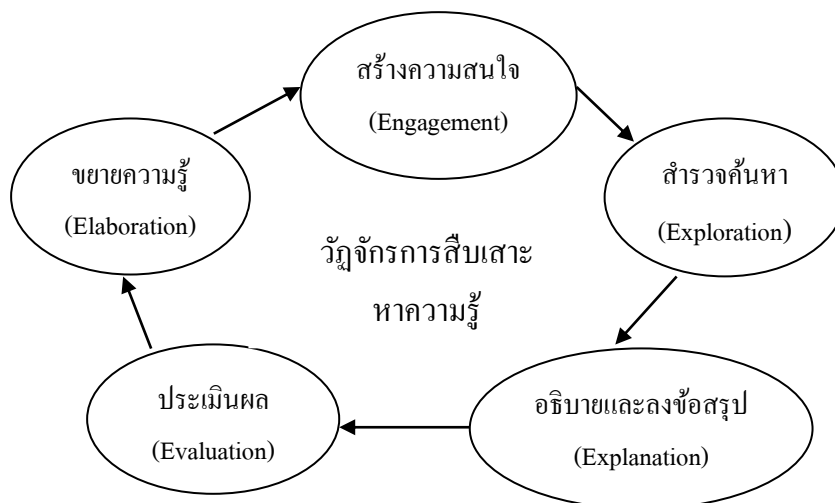 สร้างความสนใจ
(Engagement)
สำรวจค้นหา
(Exploration)
อธิบายและลงข้อสรุป
(Explanation)
ประเมินผล
(Evaluation)
ขยายความรู้
(Elaboration)
วัฏจักรการสืบเสาะ
หาความรู้